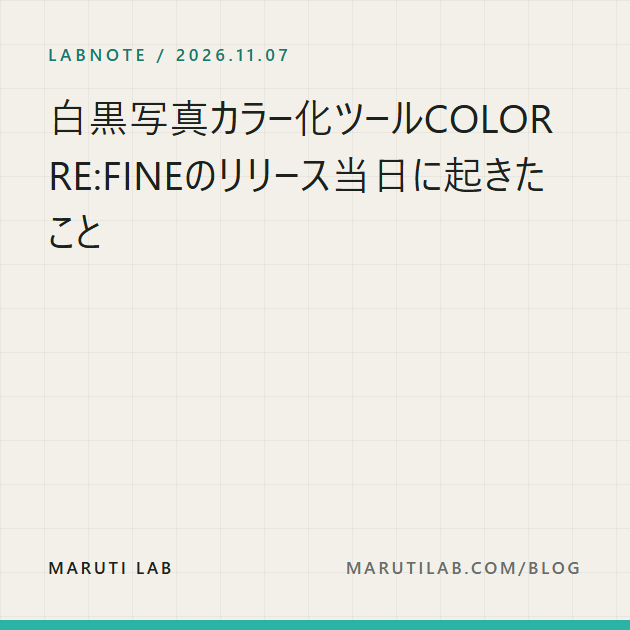 LABNOTE / 2026.11.07
白黒写真カラー化ツールCOLOR
RE:FINEのリリース当日に起きた
こと
MARUTI LAB
MARUTILAB.COM/BLOG